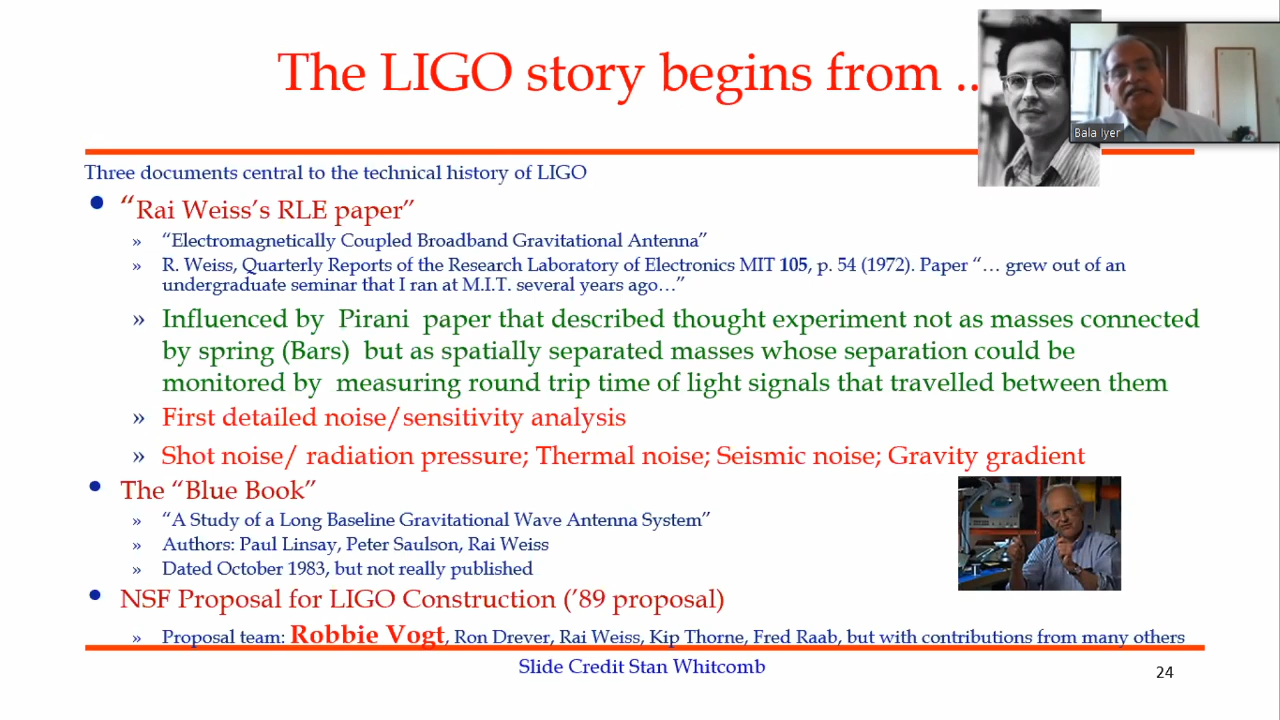 The LIGO story begins from ..
Bala Iyer
Three documents central to the technical history of LIGO
• “Rai Weiss’s RLE paper”
» “Electromagnetically Coupled Broadband Gravitational Antenna”
» R. Weiss, Quarterly Reports of the Research Laboratory of Electronics MIT 105, p. 54 (1972). Paper “… grew out of an
undergraduate seminar that I ran at M.I.T. several years ago…”
» Influenced by Pirani paper that described thought experiment not as masses connected
by spring (Bars) but as spatially separated masses whose separation could be
monitored by measuring round trip time of light signals that travelled between them
» First detailed noise/sensitivity analysis
» Shot noise/ radiation pressure; Thermal noise; Seismic noise; Gravity gradient
• The “Blue Book”
» “A Study of a Long Baseline Gravitational Wave Antenna System”
» Authors: Paul Linsay, Peter Saulson, Rai Weiss
» Dated October 1983, but not really published
• NSF Proposal for LIGO Construction (’89 proposal)
» Proposal team: Robbie Vogt, Ron Drever, Rai Weiss, Kip Thorne, Fred Raab, but with contributions from many others
Slide Credit Stan Whitcomb
24